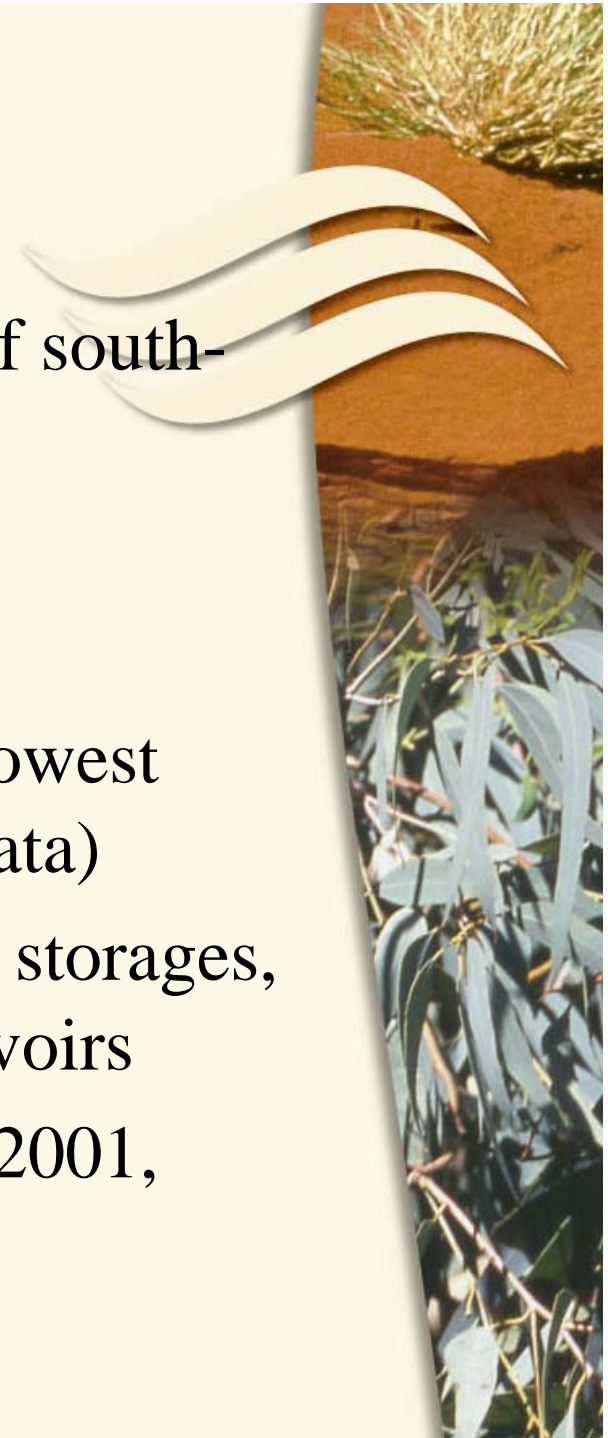 f south-
owest
ata)
storages,
voirs
2001,